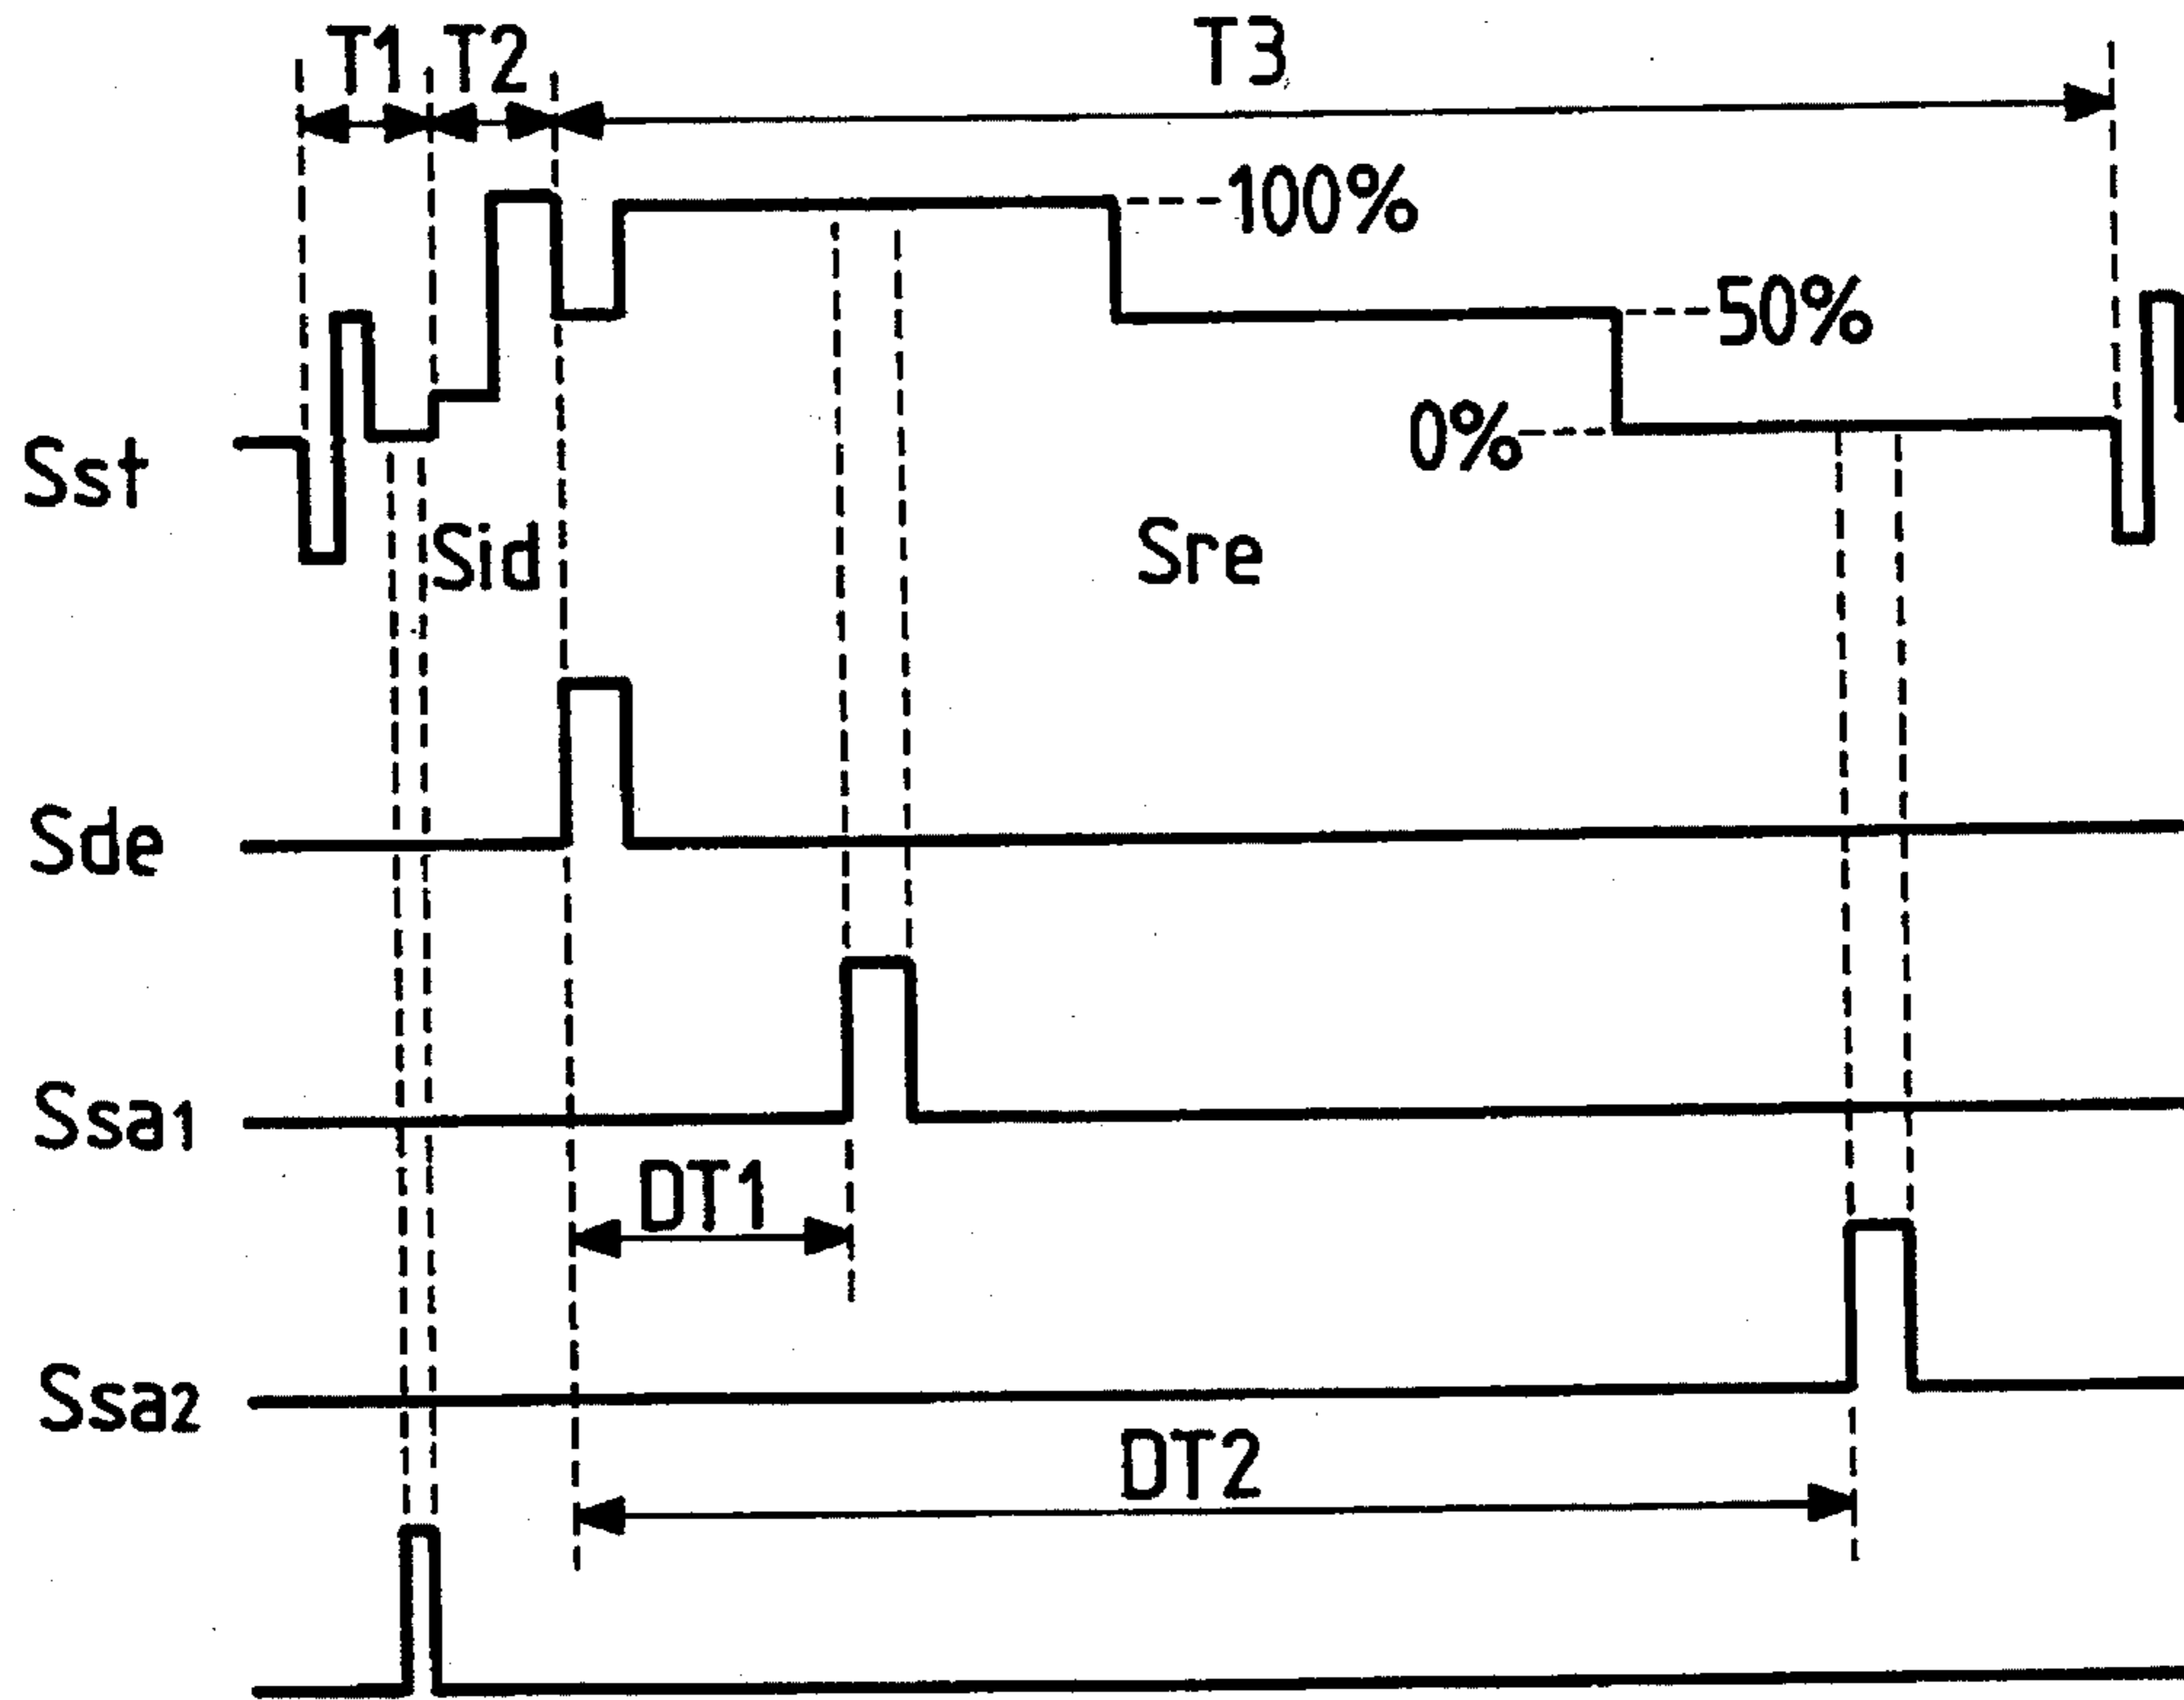 T1 T2 T3
100%
50%
0%
Sst
Sid
Sre
Sde
Ssa1
DT1
Ssa2
DT2